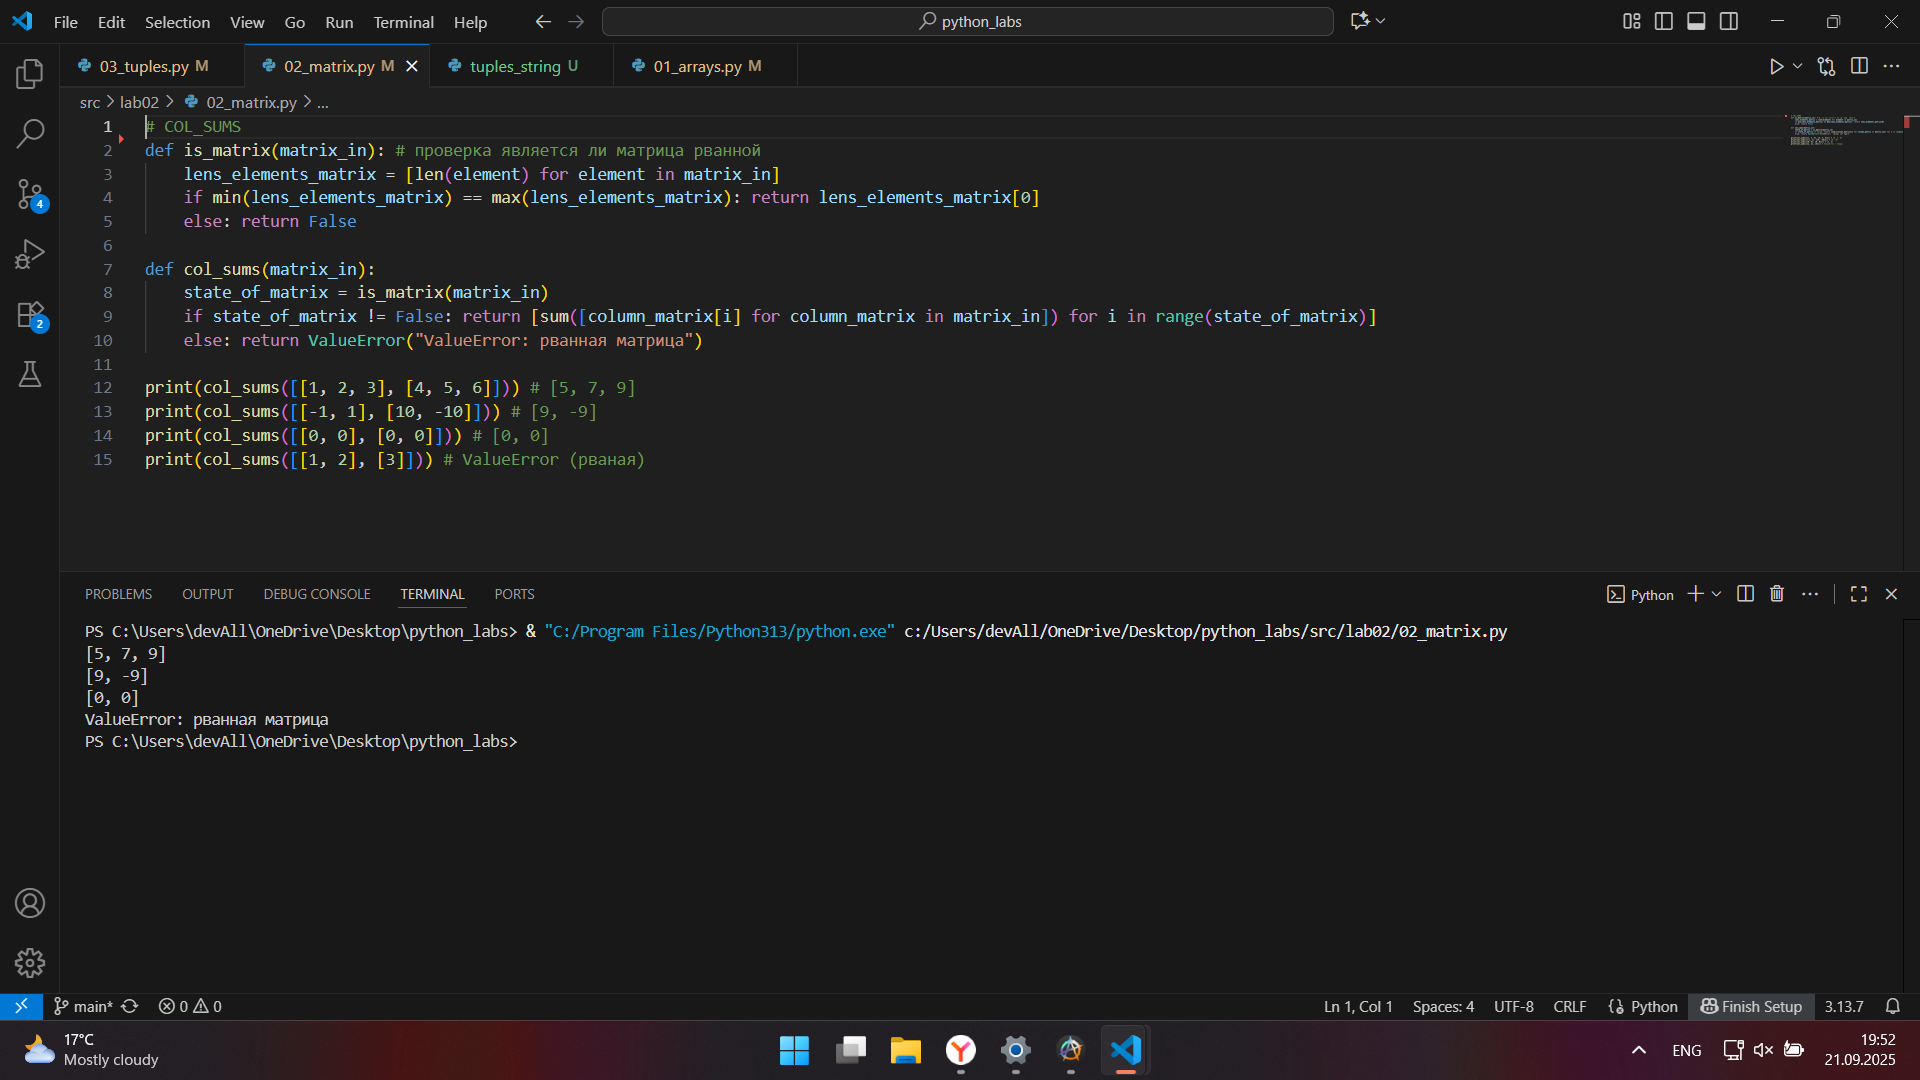 File Edit Selection View Go Run Terminal Help
python_labs
03_tuples.py M
02_matrix.py M
tuples_string U
01_arrays.py M
src > lab02 > 02_matrix.py > ...
1 # COL_SUMS
2 def is_matrix(matrix_in): # проверка является ли матрица рванной
3 lens_elements_matrix = [len(element) for element in matrix_in]
4 if min(lens_elements_matrix) == max(lens_elements_matrix): return lens_elements_matrix[0]
5 else: return False
6
7 def col_sums(matrix_in):
8 state_of_matrix = is_matrix(matrix_in)
9 if state_of_matrix != False: return [sum([column_matrix[i] for column_matrix in matrix_in]) for i in range(state_of_matrix)]
10 else: return ValueError("ValueError: рванная матрица")
11
12 print(col_sums([[1, 2, 3], [4, 5, 6]])) # [5, 7, 9]
13 print(col_sums([[-1, 1], [10, -10]])) # [9, -9]
14 print(col_sums([[0, 0], [0, 0]])) # [0, 0]
15 print(col_sums([[1, 2], [3]])) # ValueError (рваная)
4
2
PROBLEMS OUTPUT DEBUG CONSOLE TERMINAL PORTS
Python
PS C:\Users\devAll\OneDrive\Desktop\python_labs> & "C:/Program Files/Python313/python.exe" c:/Users/devAll/OneDrive/Desktop/python_labs/src/lab02/02_matrix.py
[5, 7, 9]
[9, -9]
[0, 0]
ValueError: рванная матрица
PS C:\Users\devAll\OneDrive\Desktop\python_labs>
main* 0 0
Ln 1, Col 1 Spaces: 4 UTF-8 CRLF {} Python Finish Setup 3.13.7
17°C
Mostly cloudy
ENG
19:52
21.09.2025